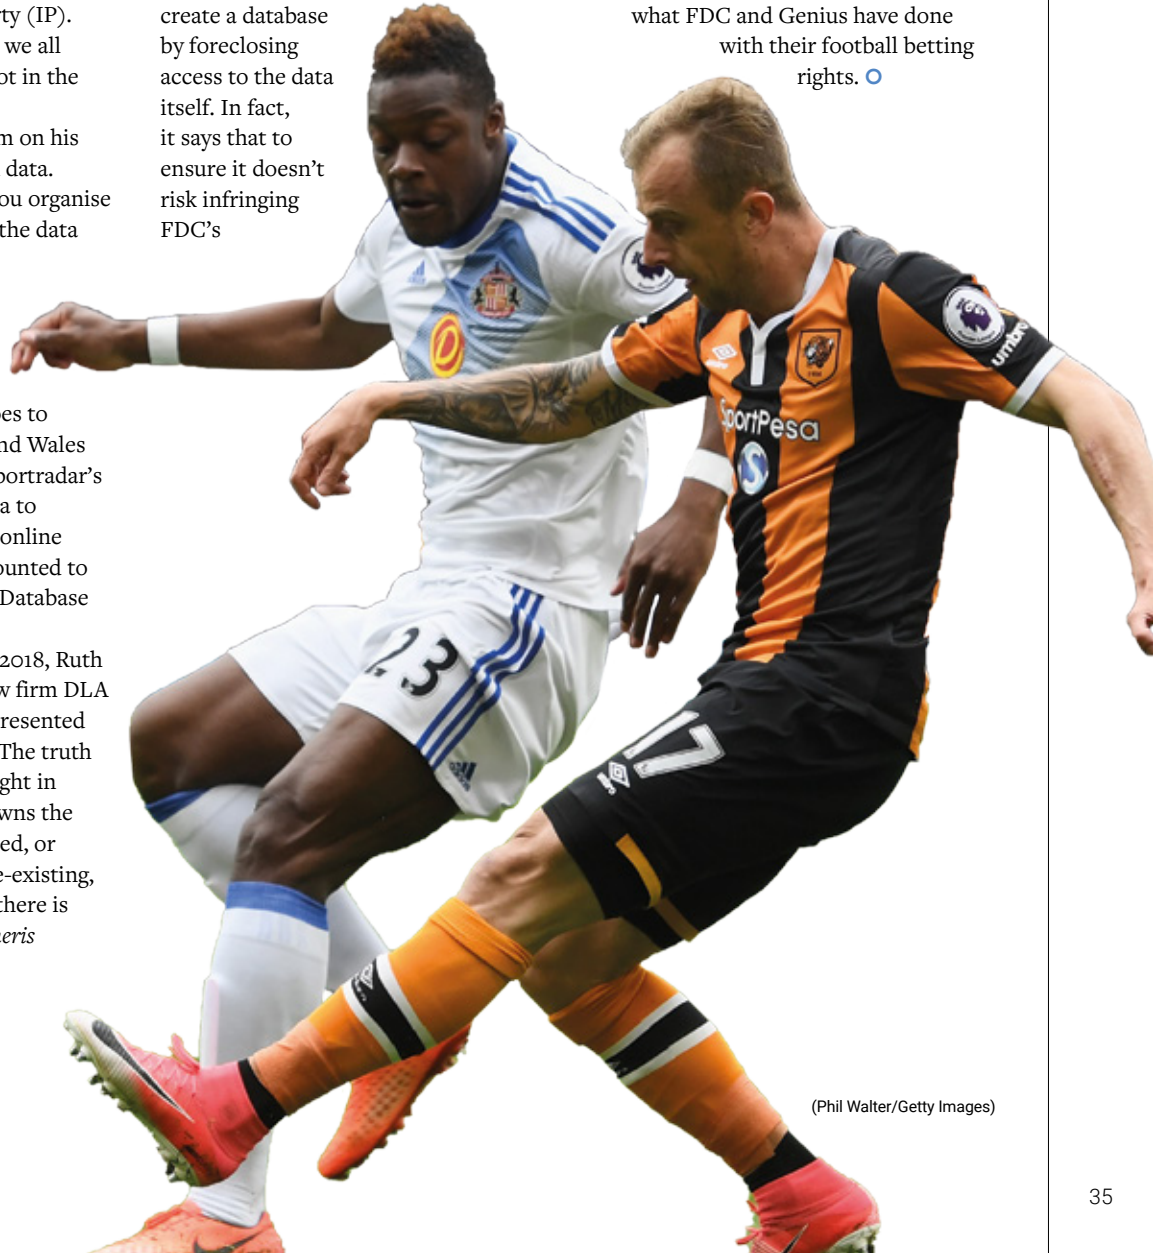 ty (IP).
we all
ot in the
m on his
data.
ou organise
the data
es to
nd Wales
portradar's
a to
online
ounted to
Database
2018, Ruth
w firm DLA
resented
The truth
ght in
wns the
ed, or
e-existing,
there is
eris
create a database
by foreclosing
access to the data
itself. In fact,
it says that to
ensure it doesn't
risk infringing
FDC's
what FDC and Genius have done
with their football betting
rights.
umbro
SportPesa
S
23
adidas
17
umbro
(Phil Walter/Getty Images)
35